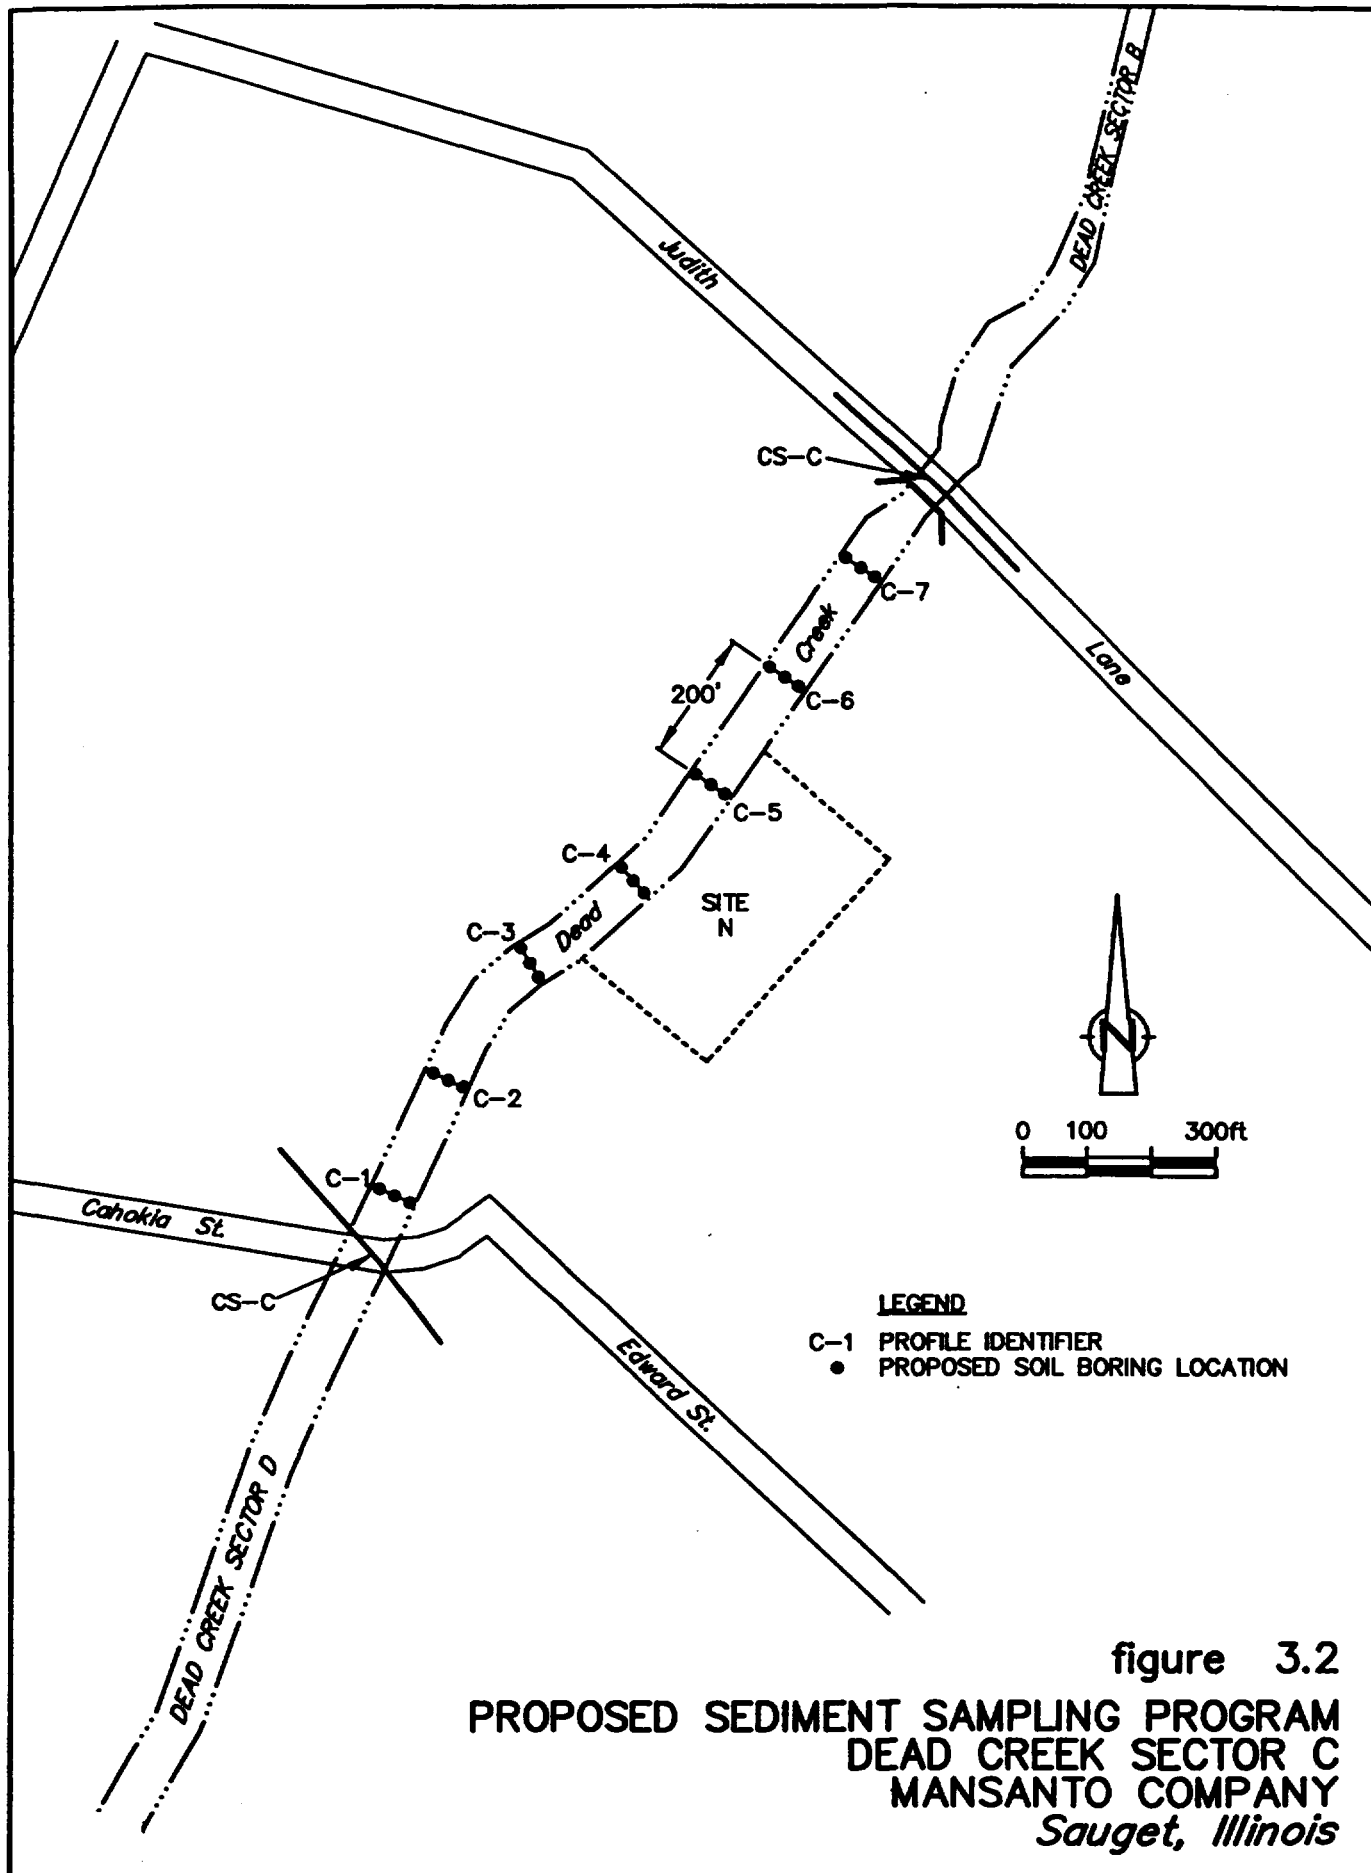 DEAD CREEK SECTOR B
Judith
CS-C
C-7
Creek
Lane
200'
C-6
C-5
C-4
SITE
N
C-3
Dead
N
C-2
0 100 300ft
C-1
Cahokia St.
CS-C
LEGEND
C-1 PROFILE IDENTIFIER
● PROPOSED SOIL BORING LOCATION
Edward St.
DEAD CREEK SECTOR D
figure 3.2
PROPOSED SEDIMENT SAMPLING PROGRAM
DEAD CREEK SECTOR C
MANSANTO COMPANY
Sauget, Illinois